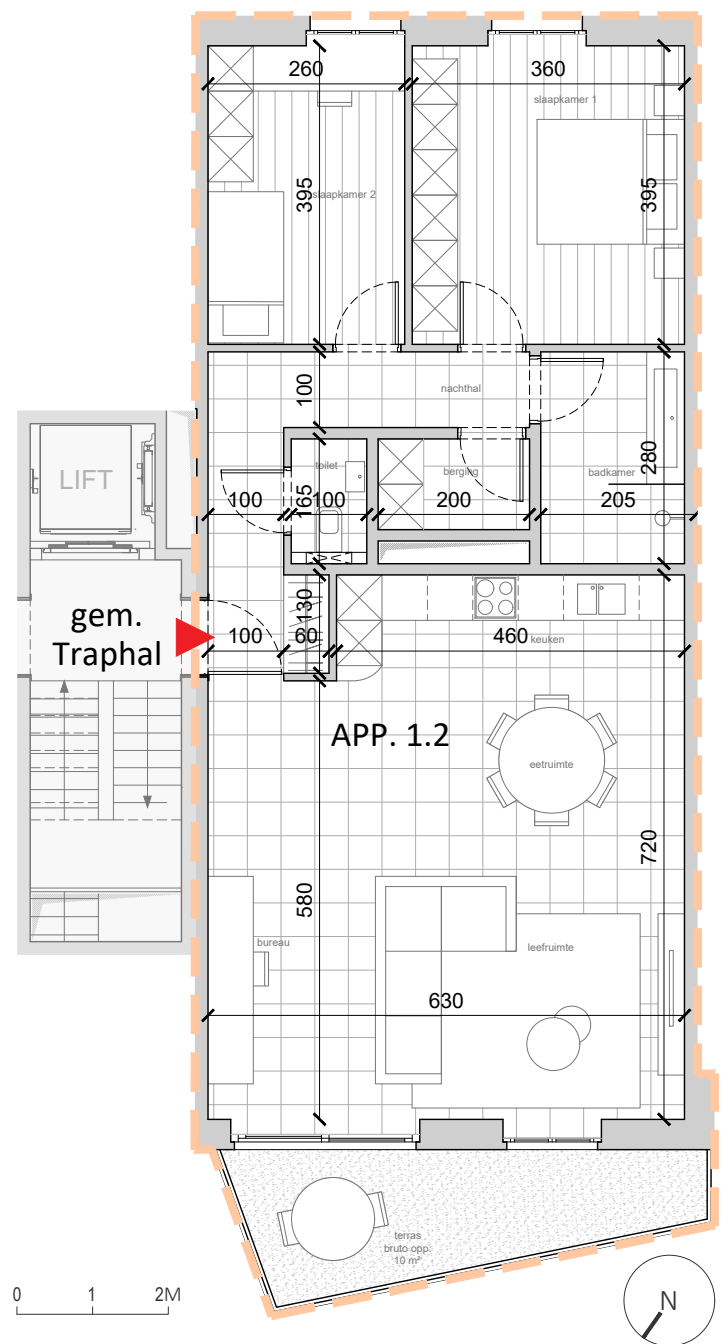 260
360
slaapkamer 1
395
slaapkamer 2
395
100
nachthal
LIFT
toilet
berging
badkamer
280
100
165
100
200
205
gem.
Traphal
130
100
60
460
keuken
APP. 1.2
eetruimte
720
580
bureau
leefruimte
630
terras
bruto opp.
10 m²
0 1 2M
N